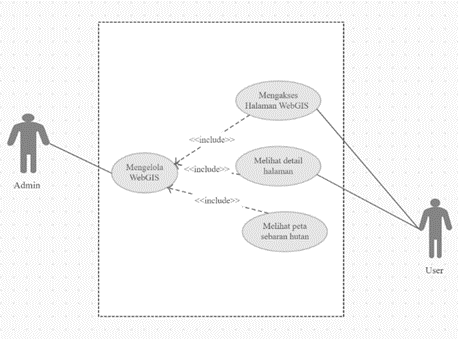 Mengakses
Halaman WebGIS
<<include>>
Admin
Mengelola
WebGIS
<<include>>
Melihat detail
halaman
<<include>>
Melihat peta
sebaran hutan
User